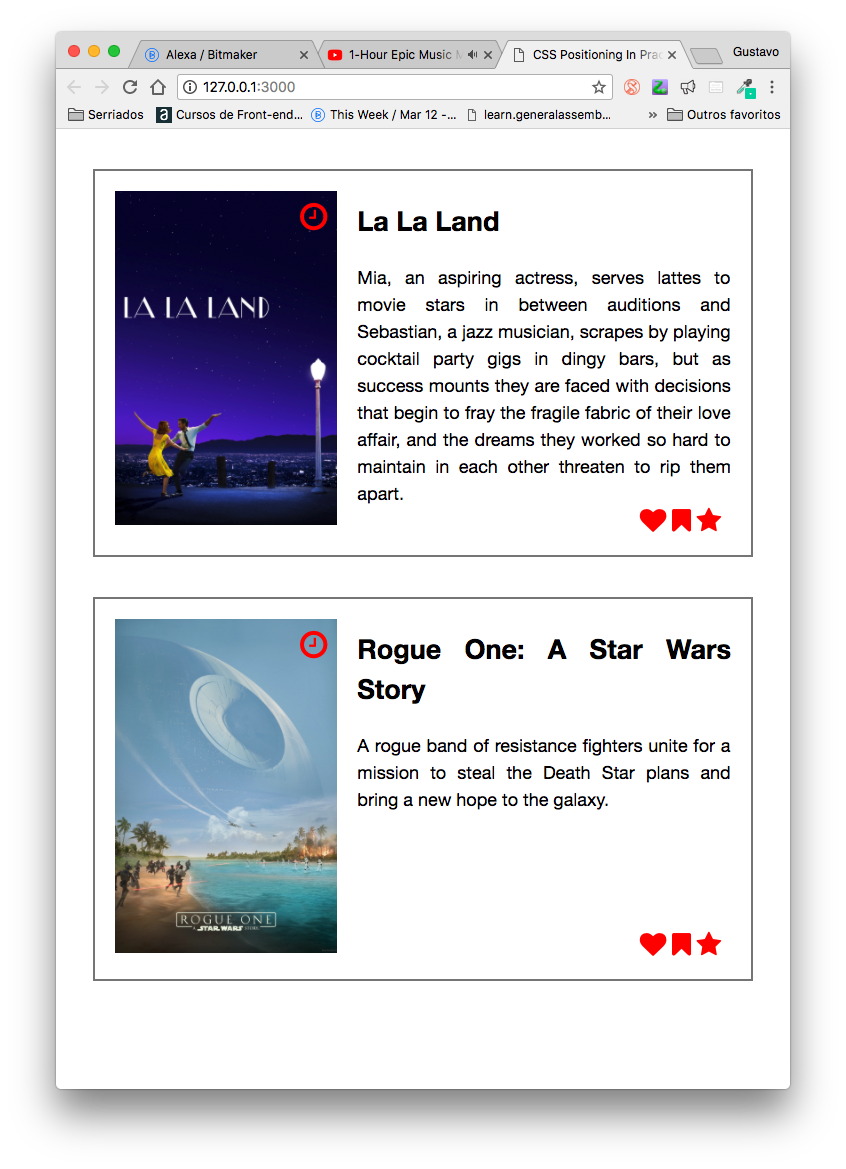 Alexa / Bitmaker
1-Hour Epic Music
CSS Positioning In Prac
Gustavo
127.0.0.1:3000
Serriados
Cursos de Front-end...
This Week / Mar 12 -...
learn.generalassemb...
»
Outros favoritos
LA LA LAND
La La Land
Mia, an aspiring actress, serves lattes to
movie stars in between auditions and
Sebastian, a jazz musician, scrapes by playing
cocktail party gigs in dingy bars, but as
success mounts they are faced with decisions
that begin to fray the fragile fabric of their love
affair, and the dreams they worked so hard to
maintain in each other threaten to rip them
apart.
Rogue One: A Star Wars
Story
A rogue band of resistance fighters unite for a
mission to steal the Death Star plans and
bring a new hope to the galaxy.
ROGUE ONE
A STAR WARS STORY